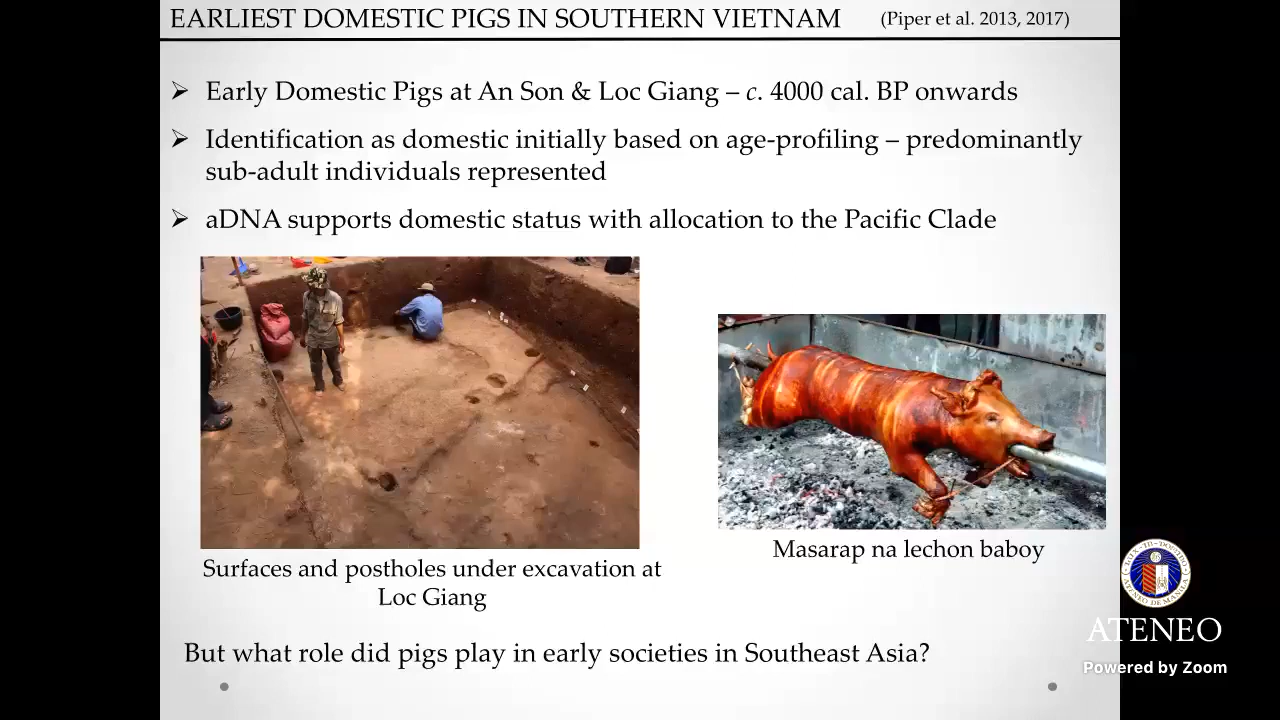 EARLIEST DOMESTIC PIGS IN SOUTHERN VIETNAM (Piper et al. 2013, 2017)
Early Domestic Pigs at An Son & Loc Giang – c. 4000 cal. BP onwards
Identification as domestic initially based on age-profiling – predominantly
sub-adult individuals represented
aDNA supports domestic status with allocation to the Pacific Clade
Surfaces and postholes under excavation at
Loc Giang
Masarap na lechon baboy
But what role did pigs play in early societies in Southeast Asia?
ATENEO
Powered by Zoom